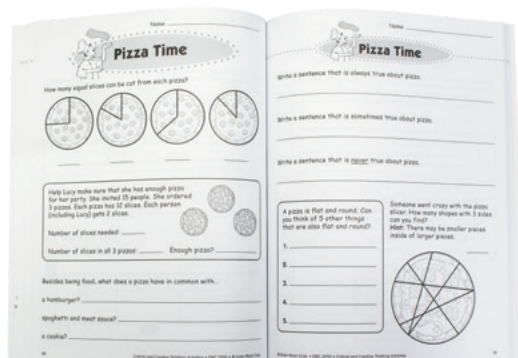 Name
Pizza Time
How many equal slices can be cut from each pizza?
Help Lucy make sure that she has enough pizza
for her party. She invited 15 people. She ordered
3 pizzas. Each pizza has 12 slices. Each person
(including Lucy) gets 2 slices.
Number of slices needed:
Number of slices in all 3 pizzas: Enough pizza?
Besides being food, what does a pizza have in common with...
a hamburger?
spaghetti and meat sauce?
a cookie?
Name
Pizza Time
Write a sentence that is always true about pizza.
Write a sentence that is sometimes true about pizza.
Write a sentence that is never true about pizza.
A pizza is flat and round. Can
you think of 5 other things
that are also flat and round?
1.
2.
3.
4.
5.
Someone went crazy with the pizza
slicer. How many shapes with 3 sides
can you find?
Hint: There may be smaller pieces
inside of larger pieces.